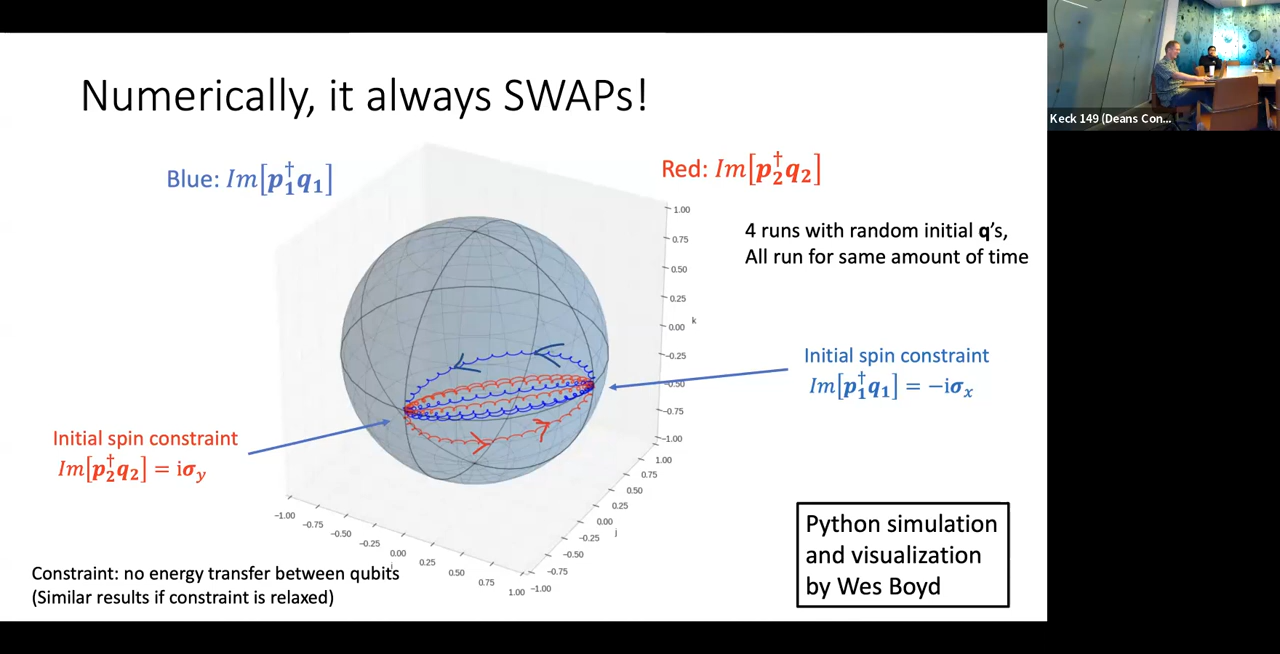 Numerically, it always SWAPs!
Keck 149 (Deans Con...
Blue: Im[p₁†q₁]
Red: Im[p₂†q₂]
4 runs with random initial q's,
All run for same amount of time
1.00
0.75
0.50
0.25
0.00
k
-0.25
-0.50
-0.75
-1.00
Initial spin constraint
Im[p₁†q₁] = −iσₓ
Initial spin constraint
Im[p₂†q₂] = iσᵧ
1.00
0.75
0.50
0.25
0.00
j
-0.25
-0.50
-0.75
-1.00
-1.00
-0.75
-0.50
-0.25
0.00
i
0.25
0.50
0.75
1.00
Python simulation
and visualization
by Wes Boyd
Constraint: no energy transfer between qubits
(Similar results if constraint is relaxed)